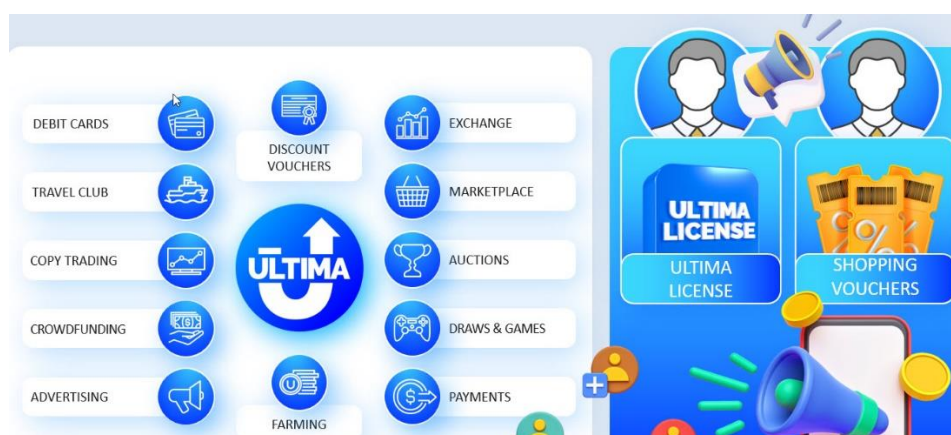 DEBIT CARDS
TRAVEL CLUB
COPY TRADING
CROWDFUNDING
ADVERTISING
DISCOUNT
VOUCHERS
ULTIMA
U
FARMING
EXCHANGE
MARKETPLACE
AUCTIONS
DRAWS & GAMES
PAYMENTS
ULTIMA
LICENSE
ULTIMA
LICENSE
%
%
SHOPPING
VOUCHERS